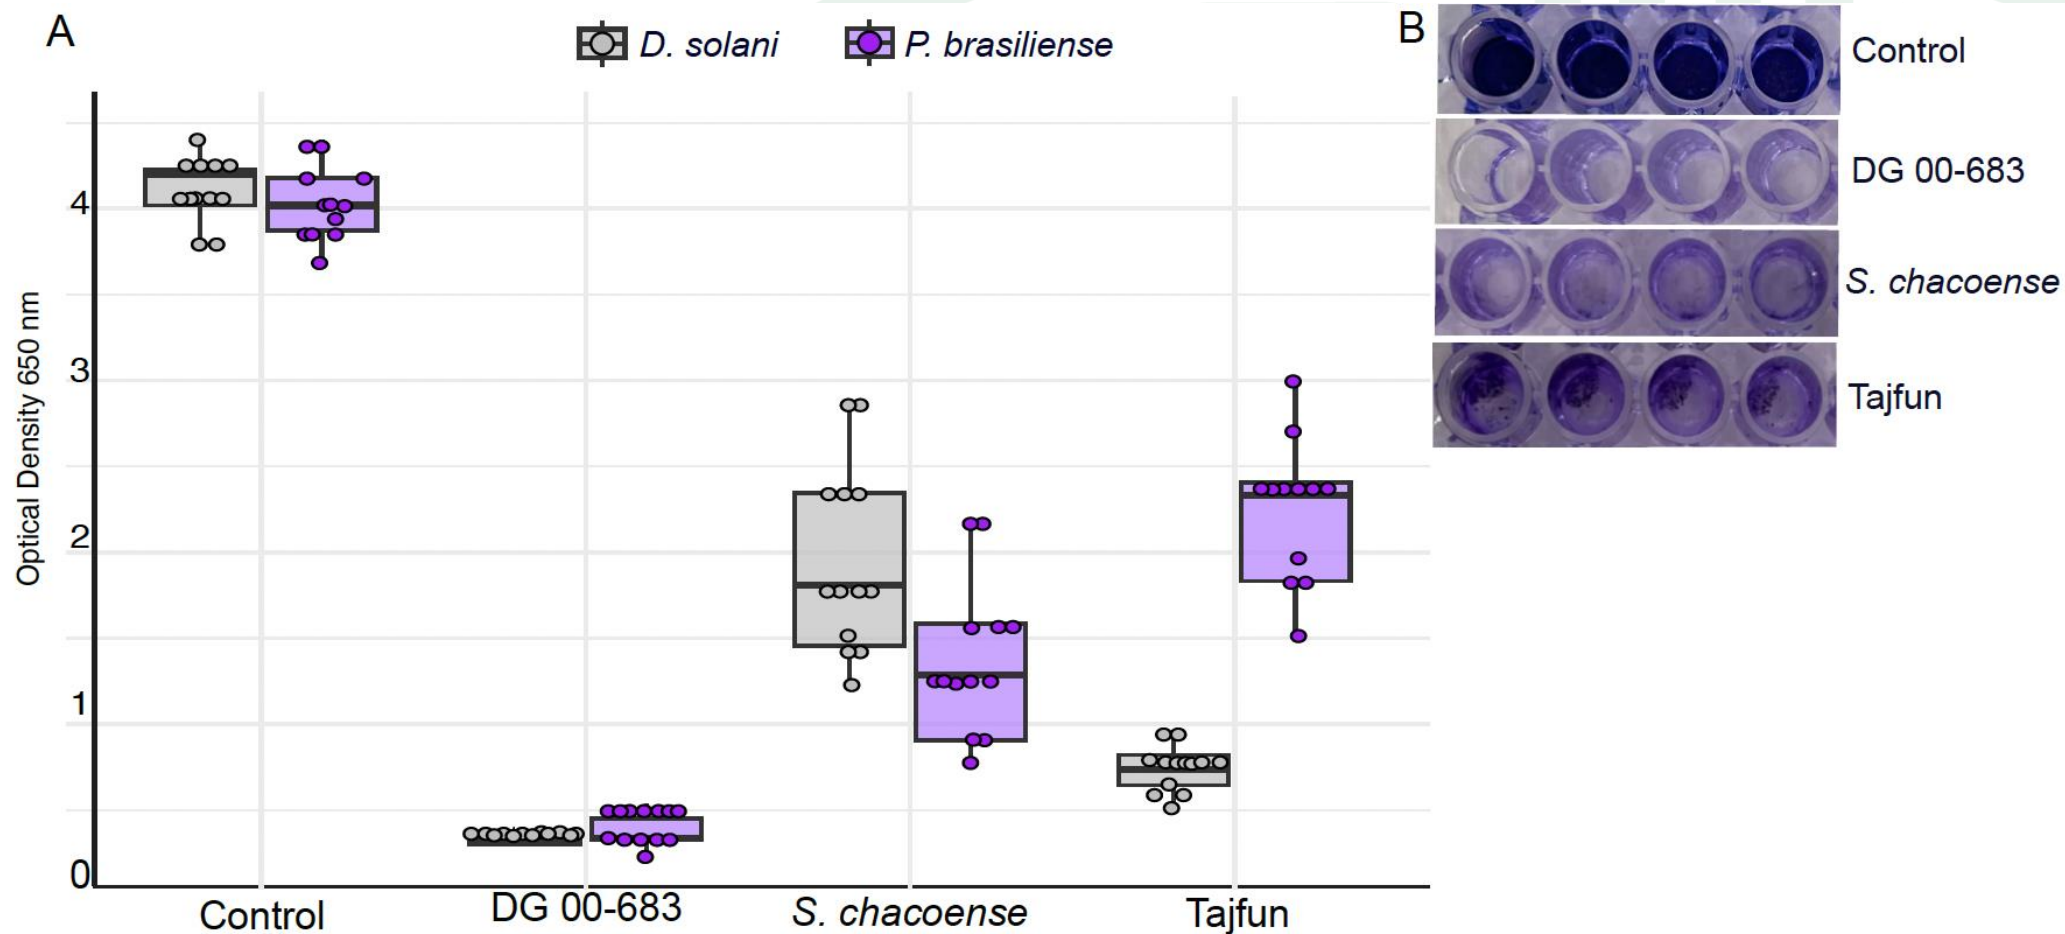 A
D. solani
P. brasiliense
Optical Density 650 nm
4
3
2
1
0
Control
DG 00-683
S. chacoense
Tajfun
B
Control
DG 00-683
S. chacoense
Tajfun